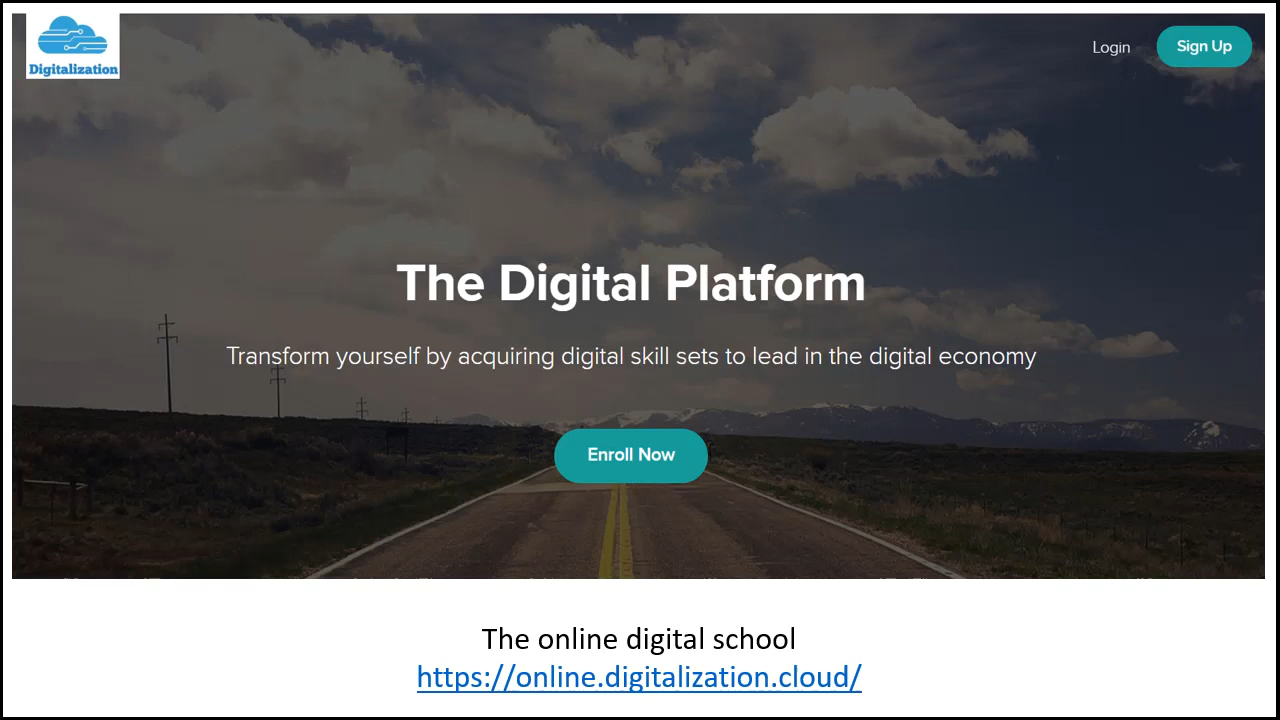 Digitalization
Login
Sign Up
The Digital Platform
Transform yourself by acquiring digital skill sets to lead in the digital economy
Enroll Now
The online digital school
https://online.digitalization.cloud/